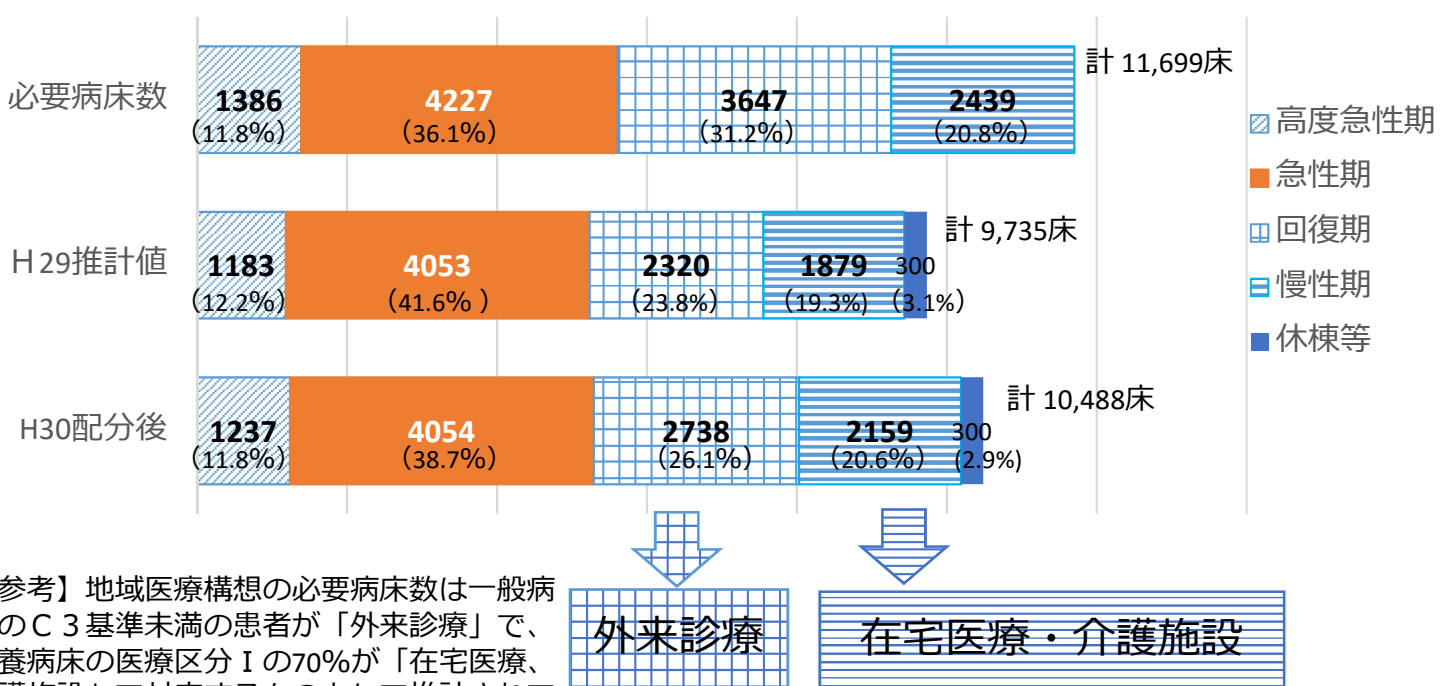 計 11,699床
必要病床数
1386
4227
3647
2439
(11.8%)
(36.1%)
(31.2%)
(20.8%)
高度急性期
急性期
回復期
慢性期
休棟等
計 9,735床
H 29推計値
1183
4053
2320
1879
300
(12.2%)
(41.6% )
(23.8%)
(19.3%)
(3.1%)
計 10,488床
H30配分後
1237
4054
2738
2159
300
(11.8%)
(38.7%)
(26.1%)
(20.6%)
(2.9%)
参考】地域医療構想の必要病床数は一般病
のC3基準未満の患者が「外来診療」で、
養病床の医療区分Iの70%が「在宅医療、
外来診療
在宅医療・介護施設